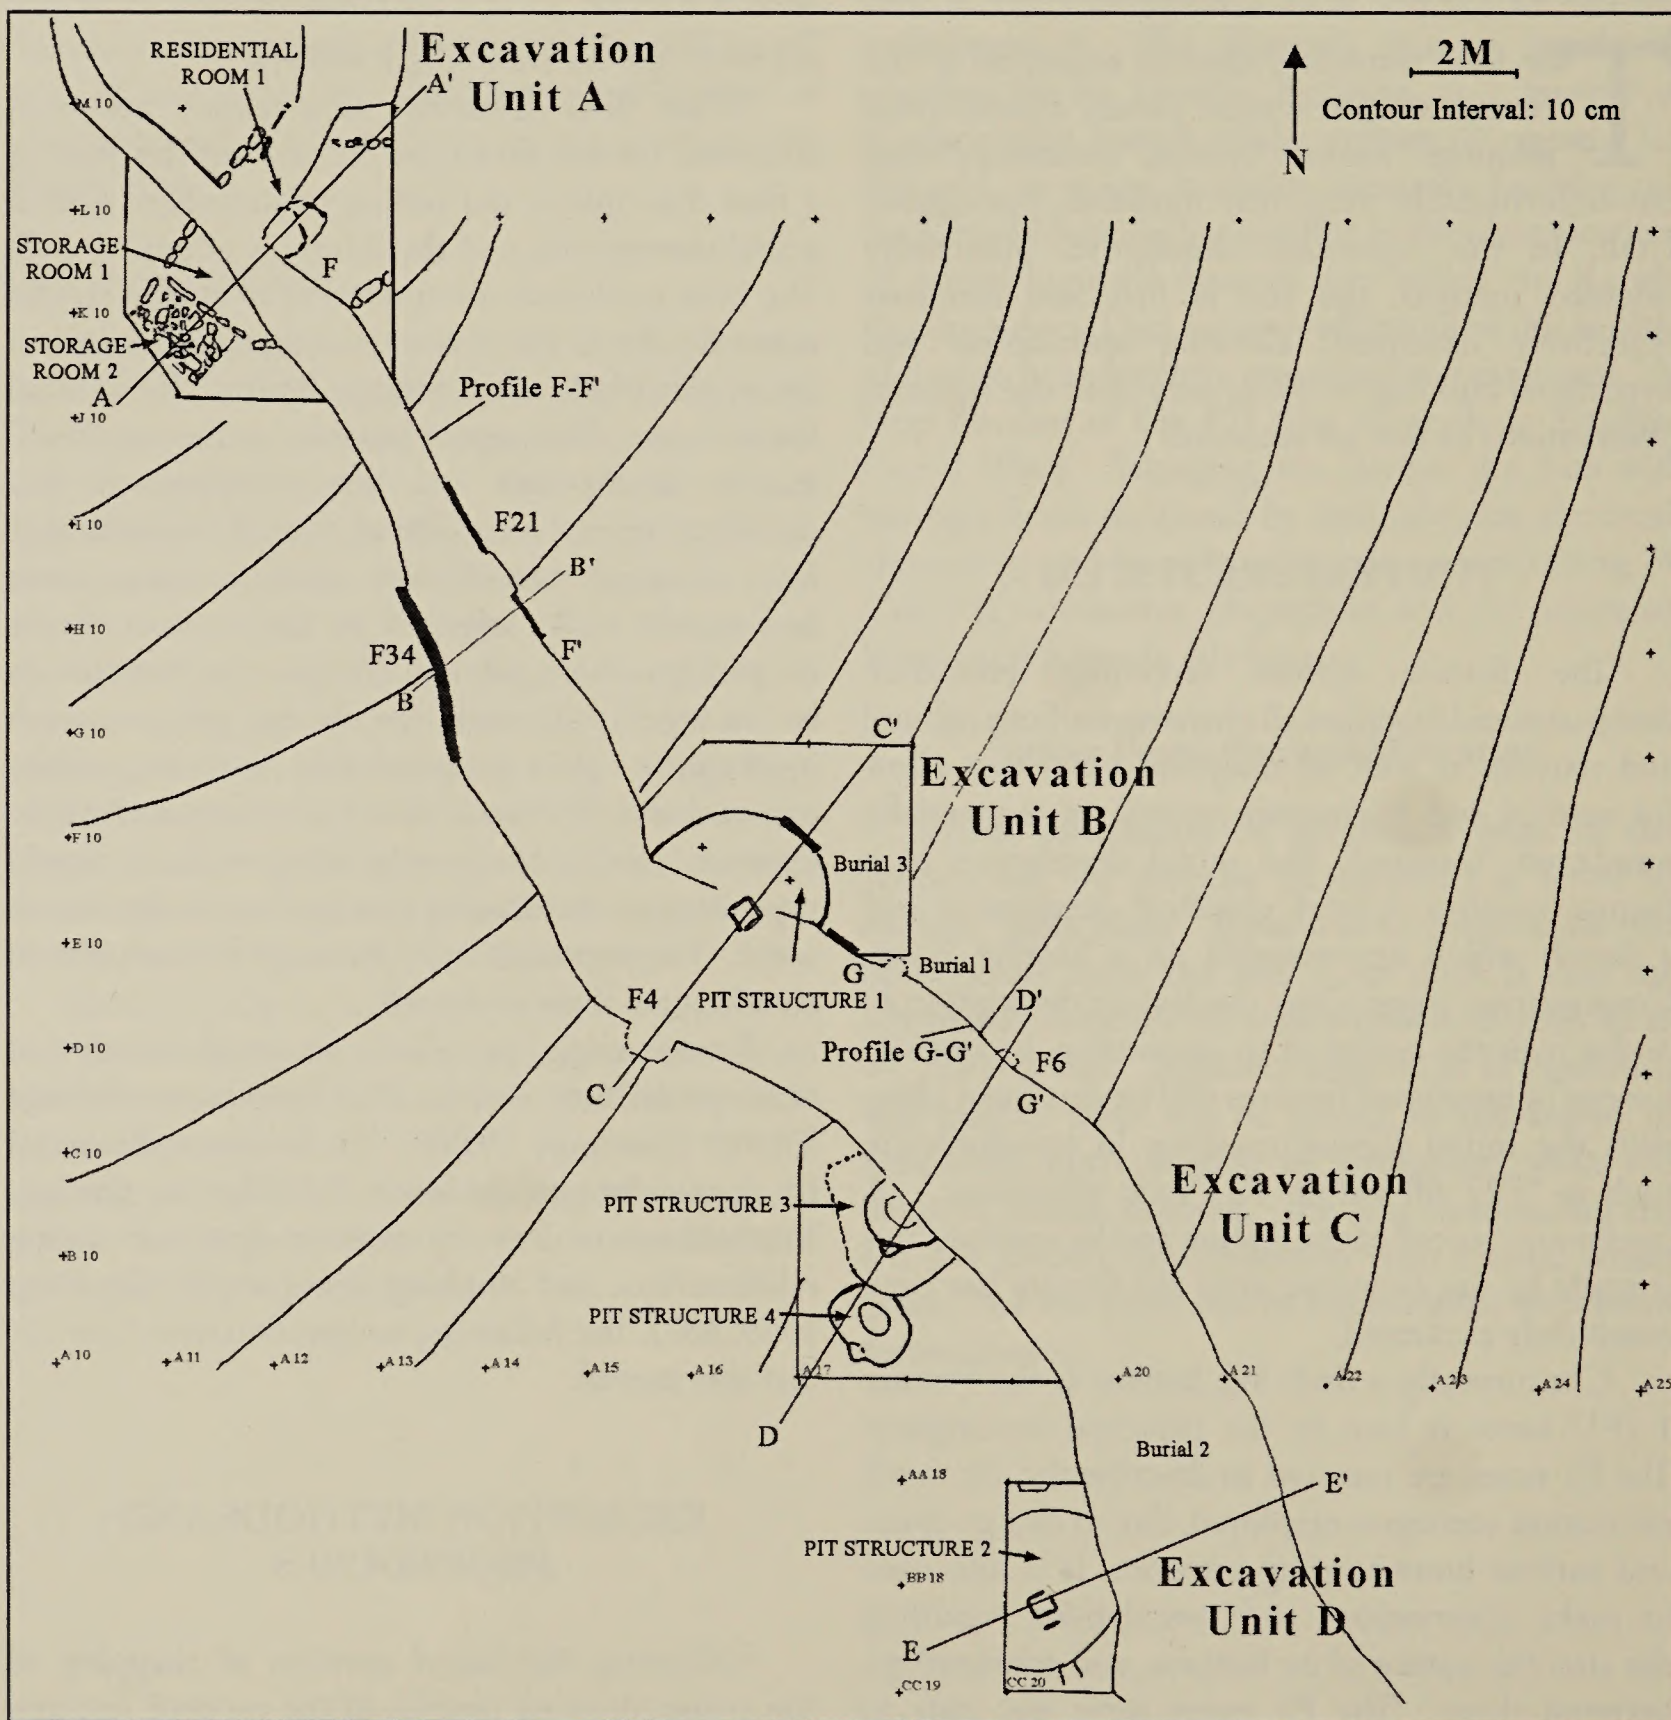 RESIDENTIAL
ROOM 1
Excavation
Unit A
A'
2M
Contour Interval: 10 cm
N
M 10
L 10
STORAGE
ROOM 1
F
K 10
STORAGE
ROOM 2
A
J 10
Profile F-F'
I 10
F21
B'
H 10
F34
F'
B
G 10
C'
Excavation
Unit B
F 10
Burial 3
E 10
G
Burial 1
F4
PIT STRUCTURE 1
D'
D 10
Profile G-G'
F6
C
G'
C 10
Excavation
Unit C
PIT STRUCTURE 3
B 10
PIT STRUCTURE 4
A 10
A 11
A 12
A 13
A 14
A 15
A 16
A 17
A 20
A 21
A 22
A 23
A 24
A 25
D
Burial 2
AA 18
E'
PIT STRUCTURE 2
BB 18
Excavation
Unit D
E
CC 19
CC 20